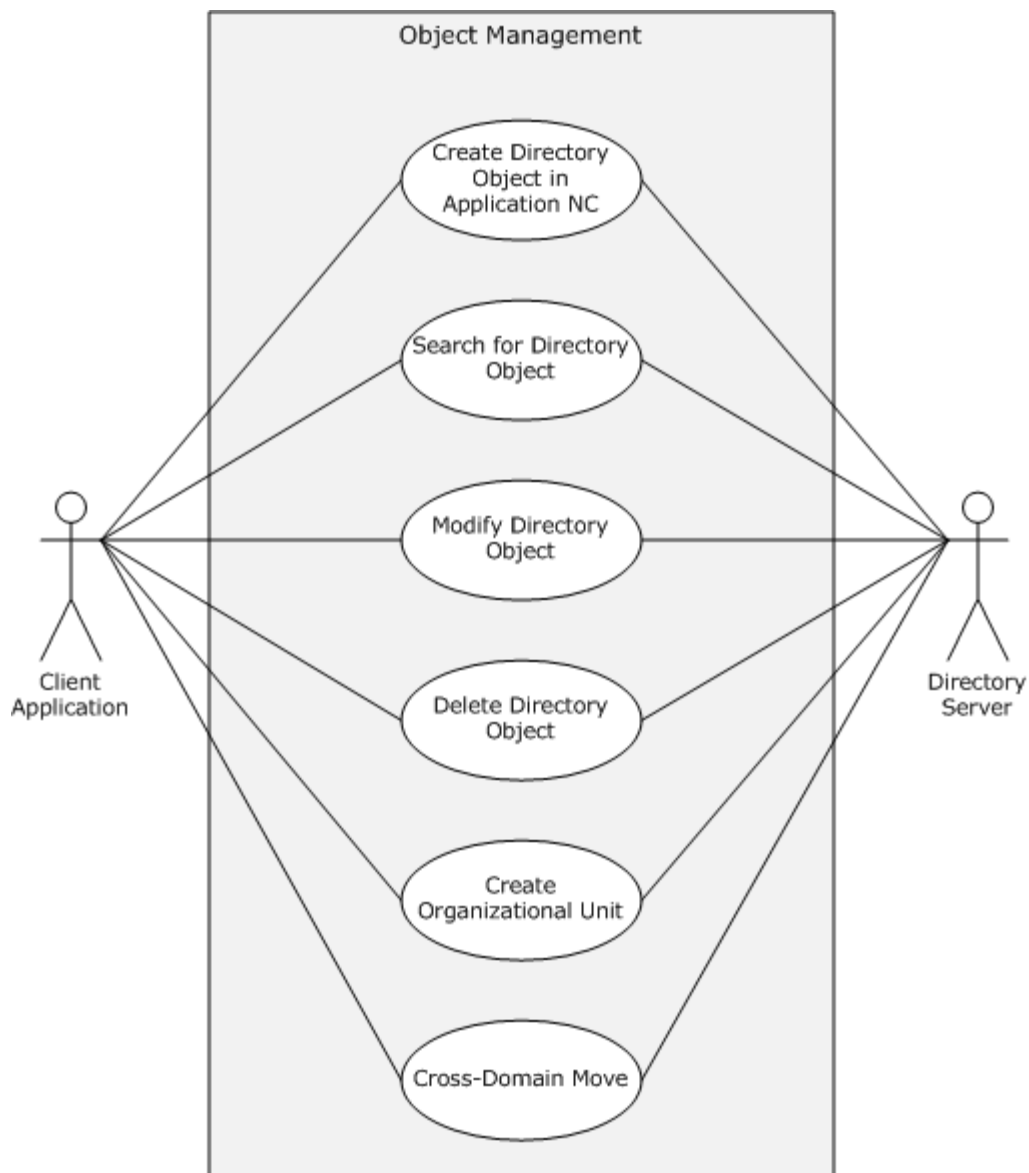 Object Management
Create Directory
Object in
Application NC
Search for Directory
Object
Modify Directory
Object
Client
Application
Directory
Server
Delete Directory
Object
Create
Organizational Unit
Cross-Domain Move